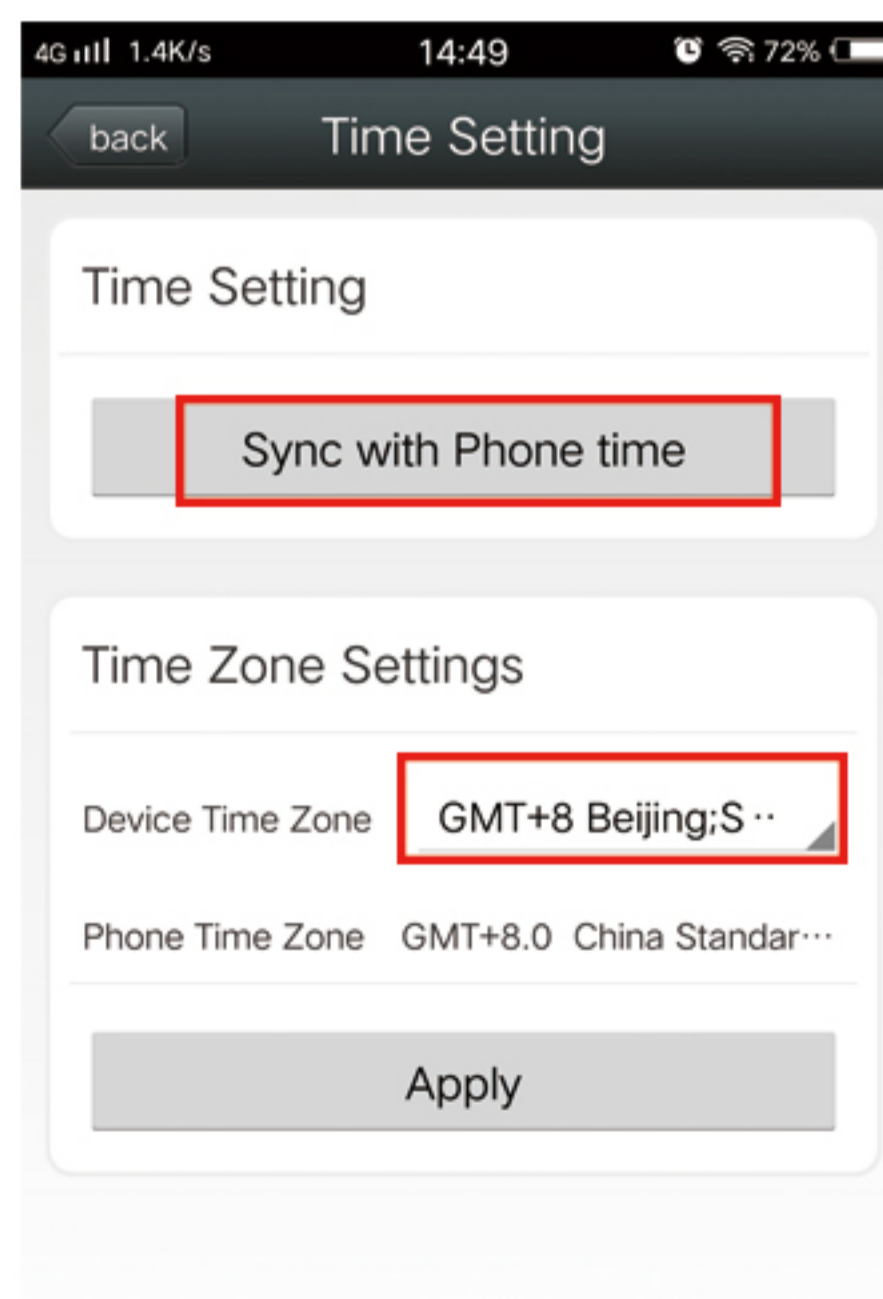 4G 1.4K/s 14:49 72%
back Time Setting
Time Setting
Sync with Phone time
Time Zone Settings
Device Time Zone GMT+8 Beijing;S ··
Phone Time Zone GMT+8.0 China Standar···
Apply